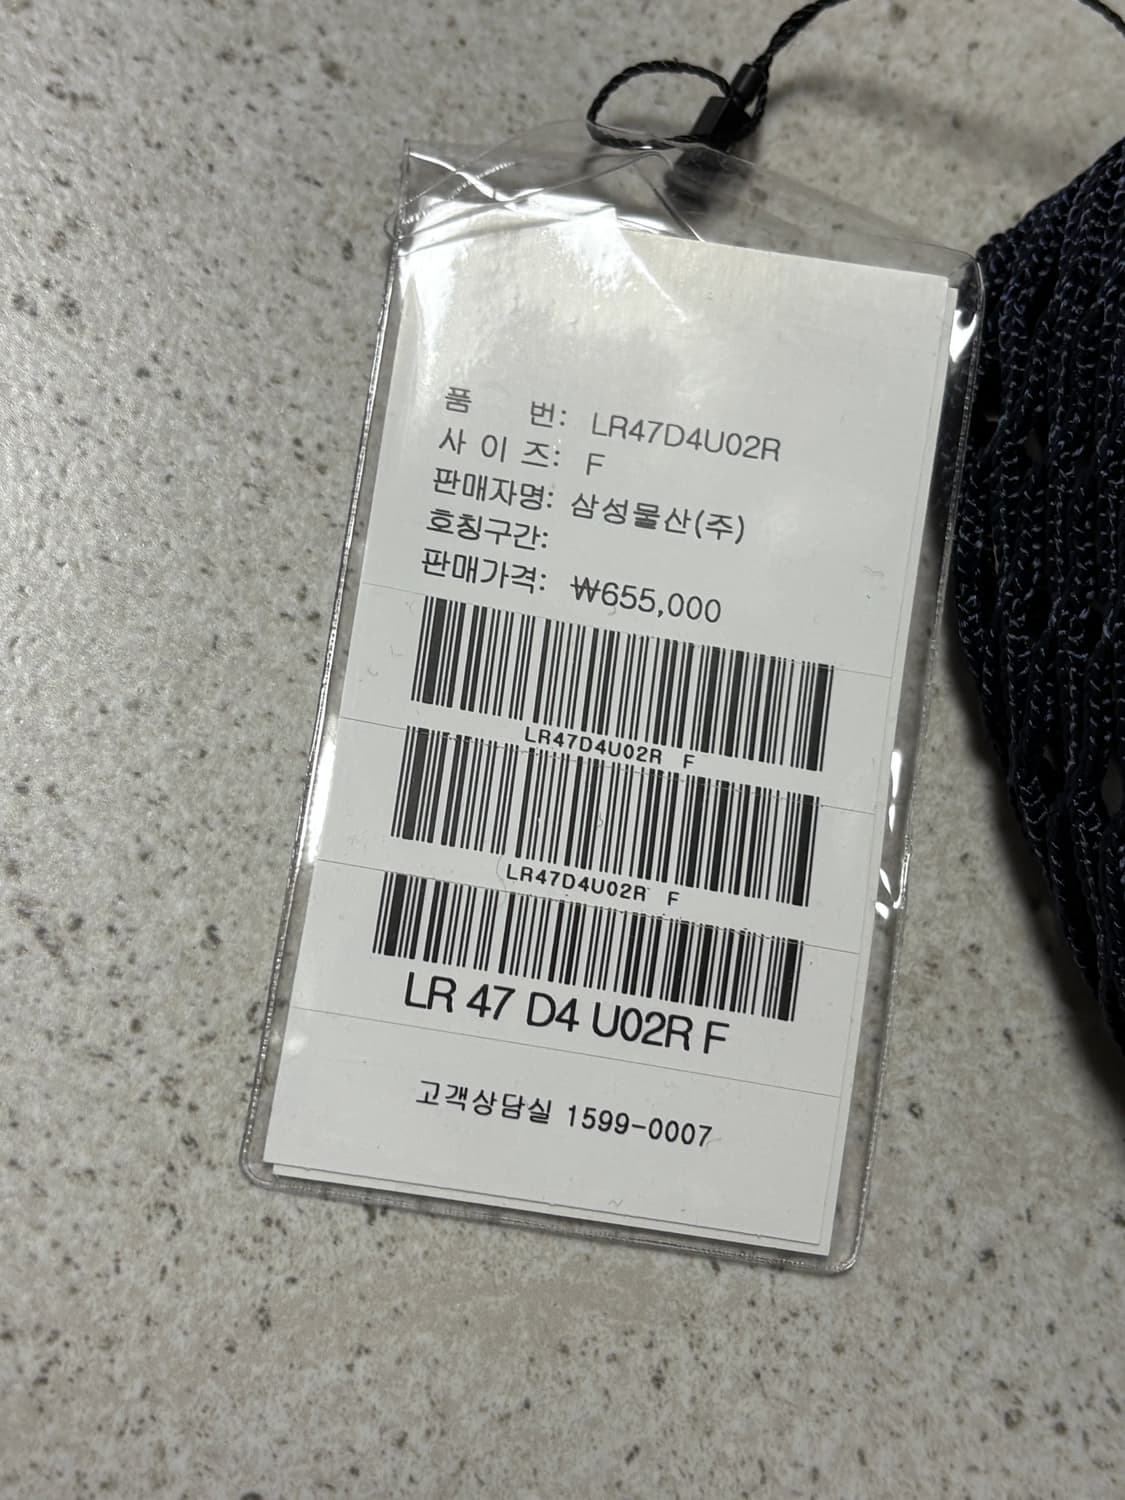 품 번: LR47D4U02R
사 이 즈: F
판매자명: 삼성물산(주)
호칭구간:
판매가격: ₩655,000
LR47D4U02R F
LR47D4U02R F
LR 47 D4 U02R F
고객상담실 1599-0007